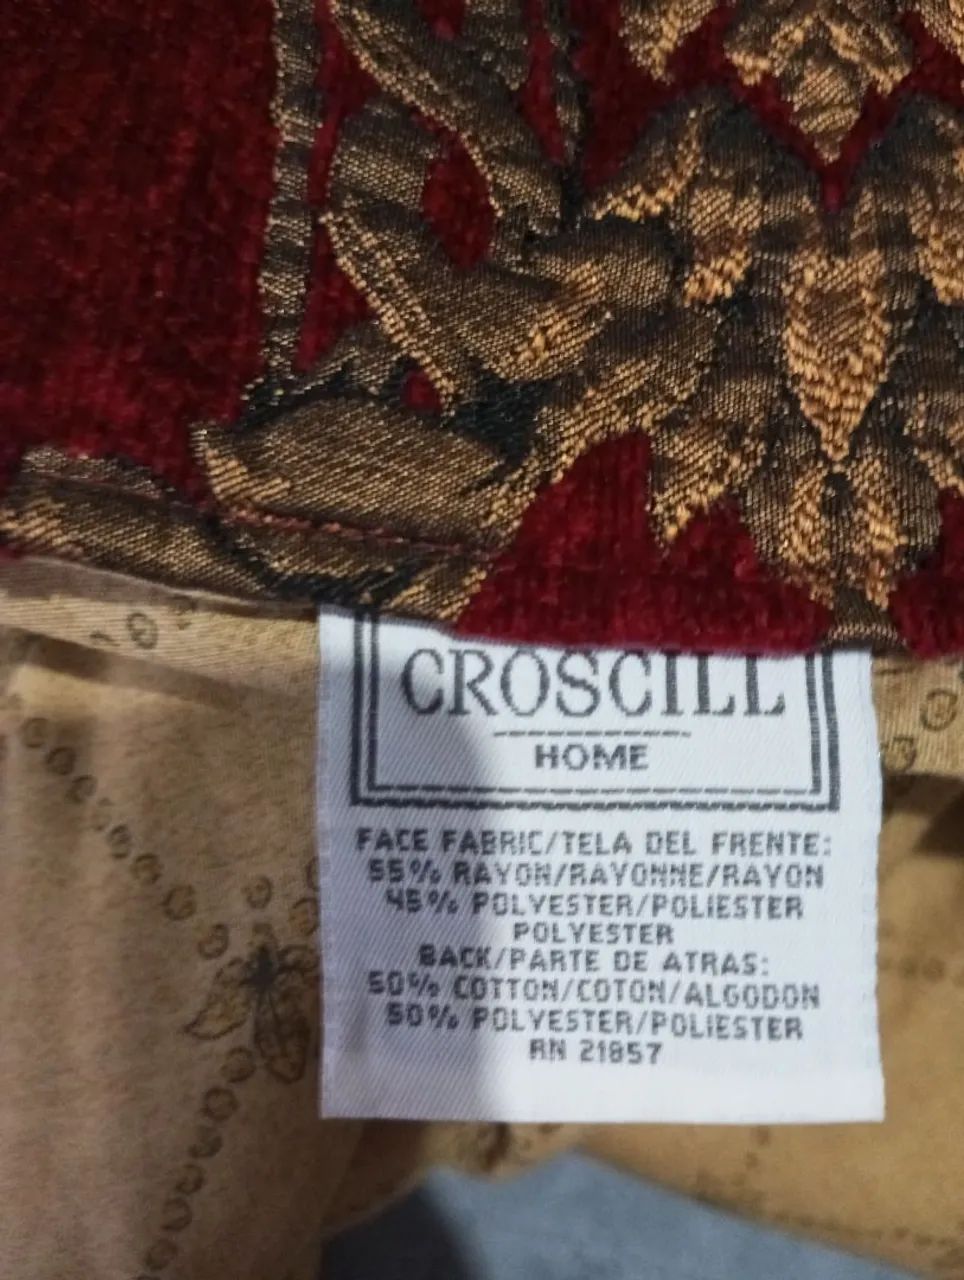 CROSCILL
HOME
FACE FABRIC/TELA DEL FRENTE:
55% RAYON/RAYONNE/RAYON
45% POLYESTER/POLIESTER
POLYESTER
BACK/PARTE DE ATRAS:
50% COTTON/COTON/ALGODON
50% POLYESTER/POLIESTER
RN 21857